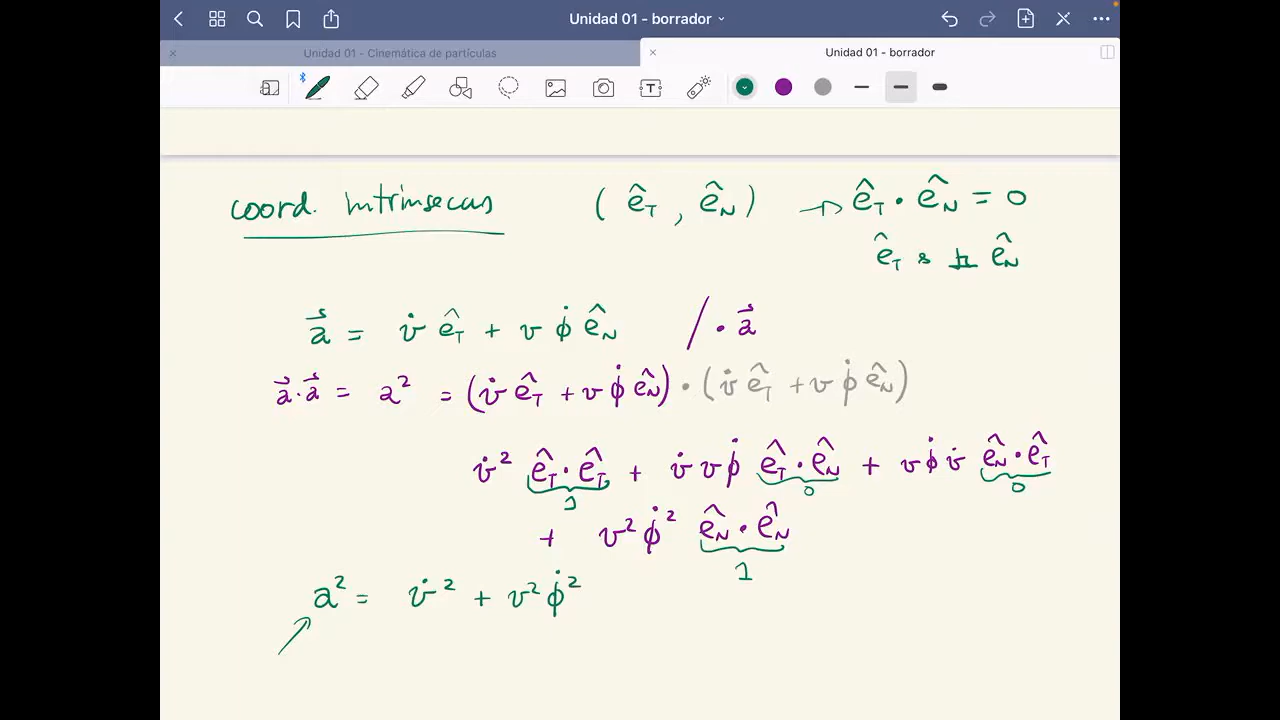 Unidad 01 - borrador
Unidad 01 - Cinemática de partículas
Unidad 01 - borrador
coord. intrinsecas ( ê_T , ê_N ) → ê_T · ê_N = 0
ê_T & ⊥ ê_N
a⃗ = v̇ ê_T + v φ̇ ê_N / · a⃗
a⃗ · a⃗ = a² = (v̇ ê_T + v φ̇ ê_N) · (v̇ ê_T + v φ̇ ê_N)
v̇² ê_T · ê_T + v̇ v φ̇ ê_T · ê_N + v φ̇ v̇ ê_N · ê_T
1 0 0
+ v² φ̇² ê_N · ê_N
1
a² = v̇² + v² φ̇²